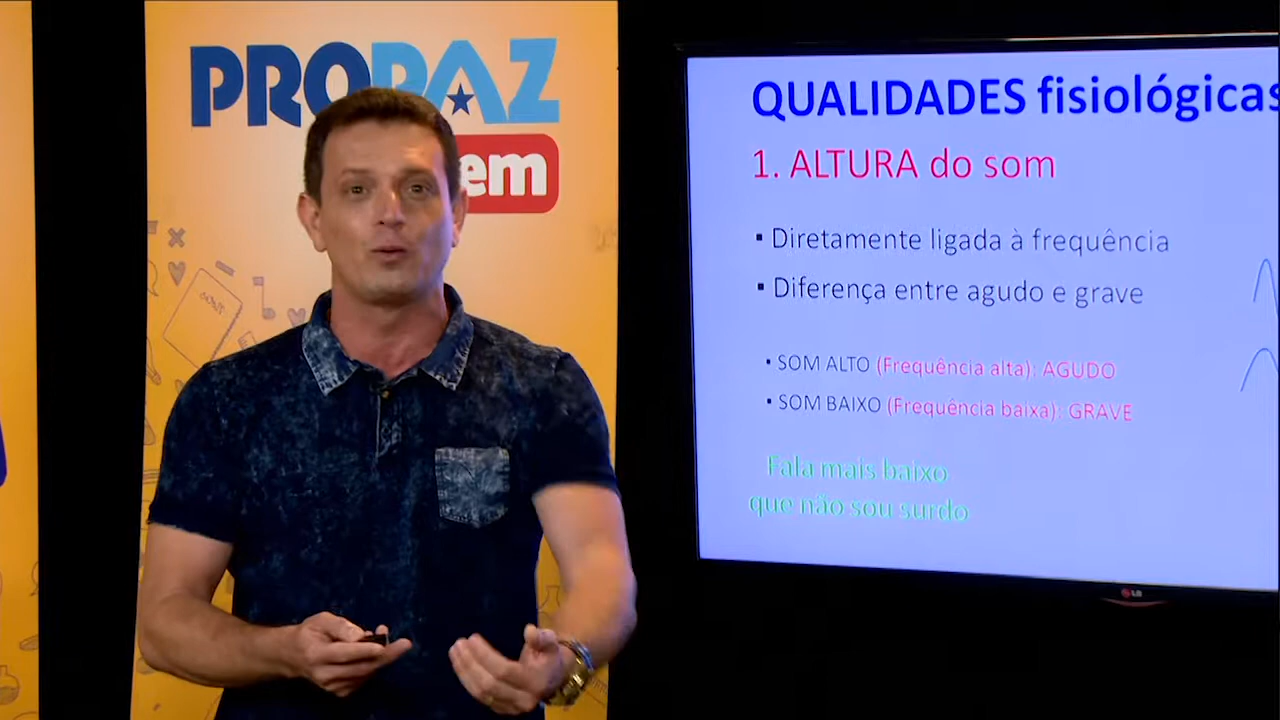 PROPAZ
em
QUALIDADES fisiológicas
1. ALTURA do som
▪ Diretamente ligada à frequência
▪ Diferença entre agudo e grave
• SOM ALTO (Frequência alta): AGUDO
• SOM BAIXO (Frequência baixa): GRAVE
Fala mais baixo
que não sou surdo
LG